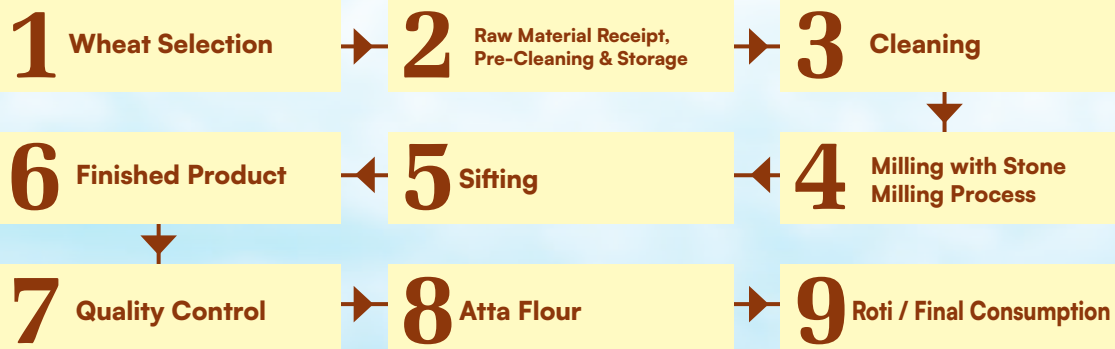 1 Wheat Selection
2 Raw Material Receipt,
Pre-Cleaning & Storage
3 Cleaning
4 Milling with Stone
Milling Process
5 Sifting
6 Finished Product
7 Quality Control
8 Atta Flour
9 Roti / Final Consumption